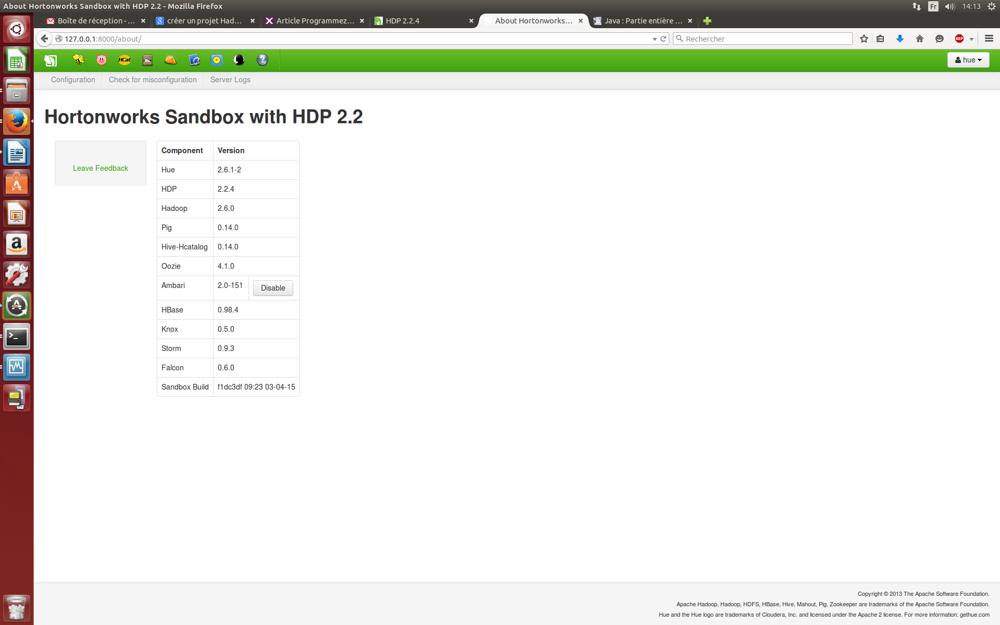 About Hortonworks Sandbox with HDP 2.2 - Mozilla Firefox
Fr
14:13
Boîte de réception - ...
créer un projet Had...
Article Programmez...
HDP 2.2.4
About Hortonworks...
Java : Partie entière ...
127.0.0.1:8000/about/
Rechercher
ABP
HCat
hue
Configuration
Check for misconfiguration
Server Logs
Hortonworks Sandbox with HDP 2.2
Leave Feedback
Component Version
Hue 2.6.1-2
HDP 2.2.4
Hadoop 2.6.0
Pig 0.14.0
Hive-Hcatalog 0.14.0
Oozie 4.1.0
Ambari 2.0-151 Disable
HBase 0.98.4
Knox 0.5.0
Storm 0.9.3
Falcon 0.6.0
Sandbox Build f1dc3df 09:23 03-04-15
Copyright © 2013 The Apache Software Foundation.
Apache Hadoop, Hadoop, HDFS, HBase, Hive, Mahout, Pig, Zookeeper are trademarks of the Apache Software Foundation.
Hue and the Hue logo are trademarks of Cloudera, Inc. and licensed under the Apache 2 license. For more information: gethue.com